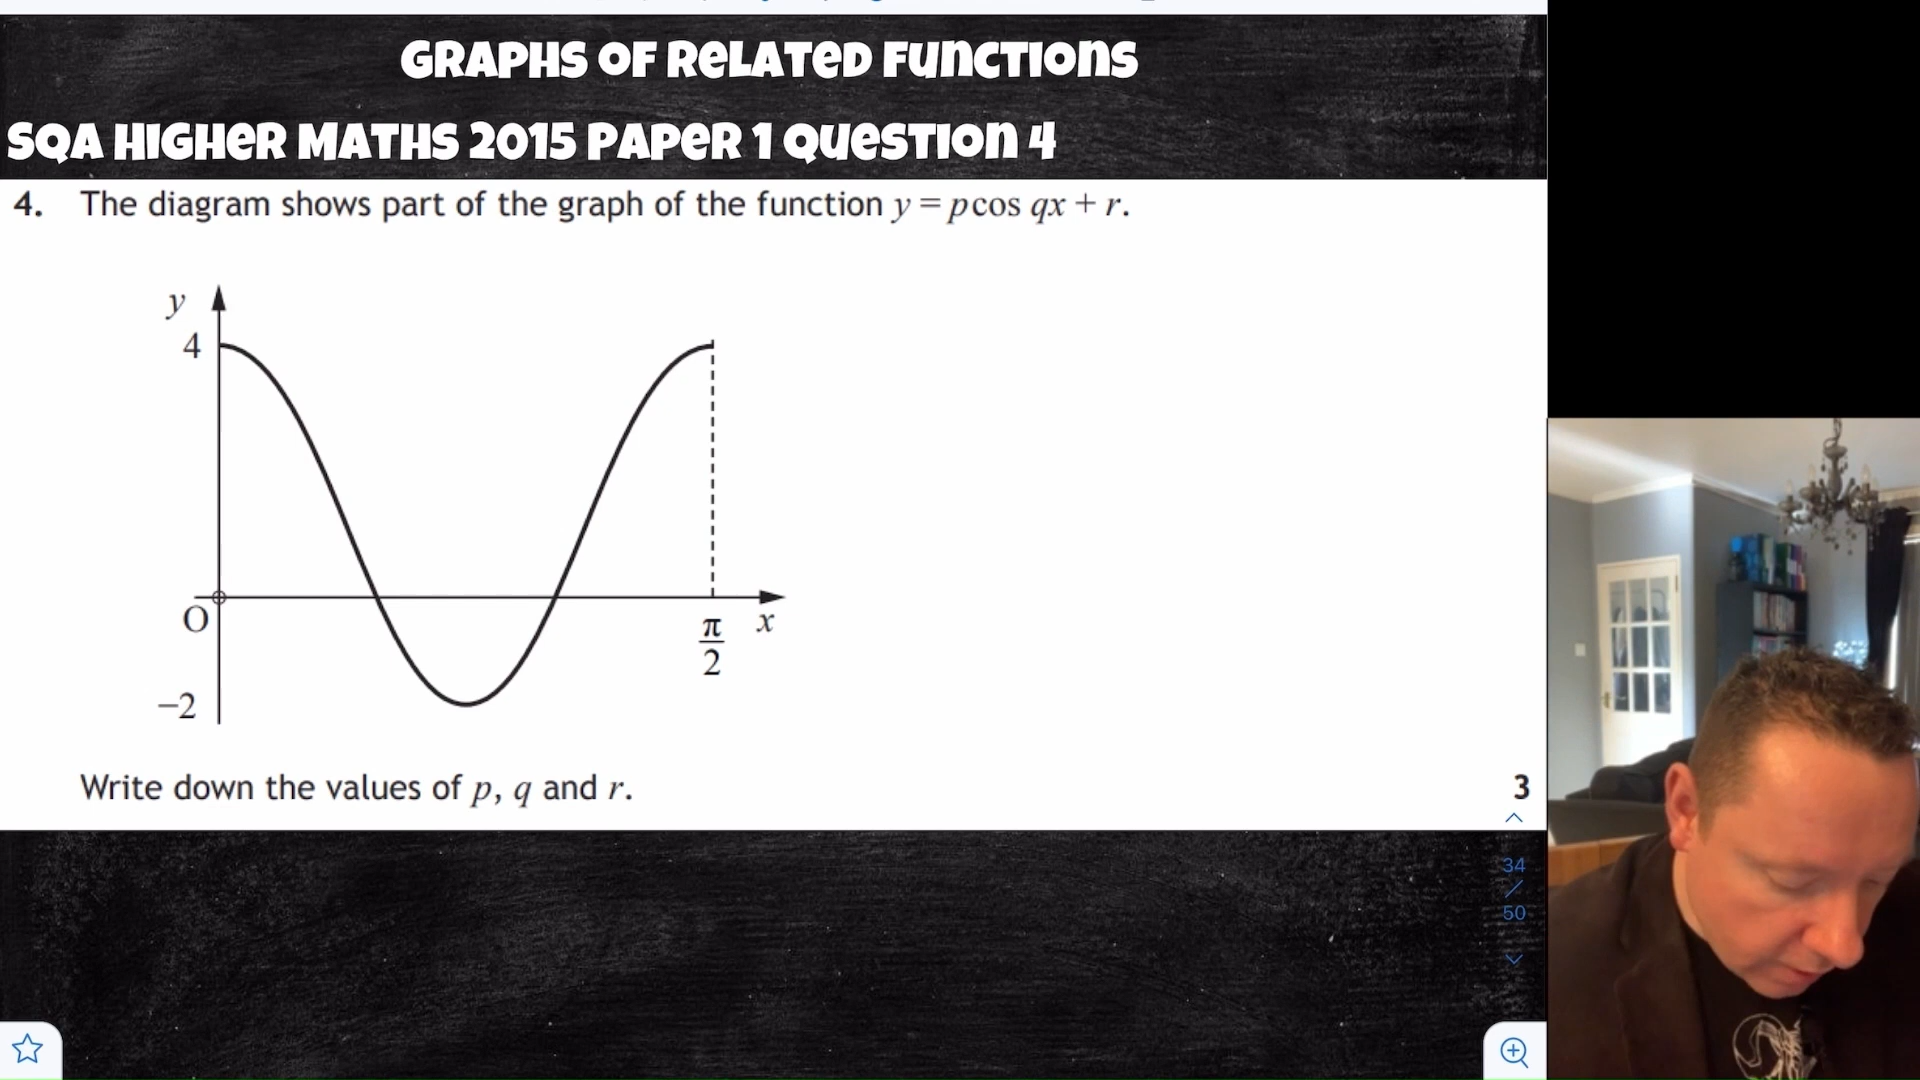 GRAPHS OF RELATED FUNCTIONS
SQA HIGHER MATHS 2015 PAPER 1 QUESTION 4
4. The diagram shows part of the graph of the function y = p cos qx + r.
y
4
O
π
2
x
−2
Write down the values of p, q and r.
3
34
/
50